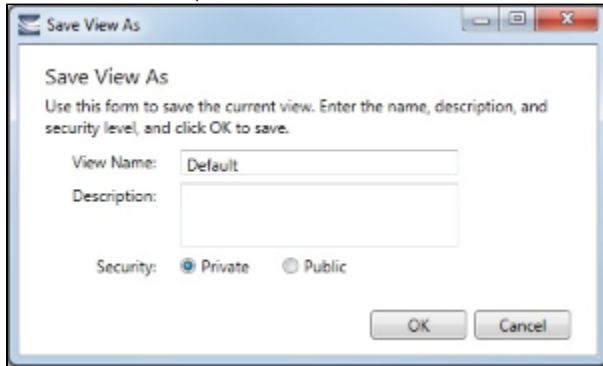 Save View As
Save View As
Use this form to save the current view. Enter the name, description, and
security level, and click OK to save.
View Name: Default
Description:
Security: Private Public
OK Cancel